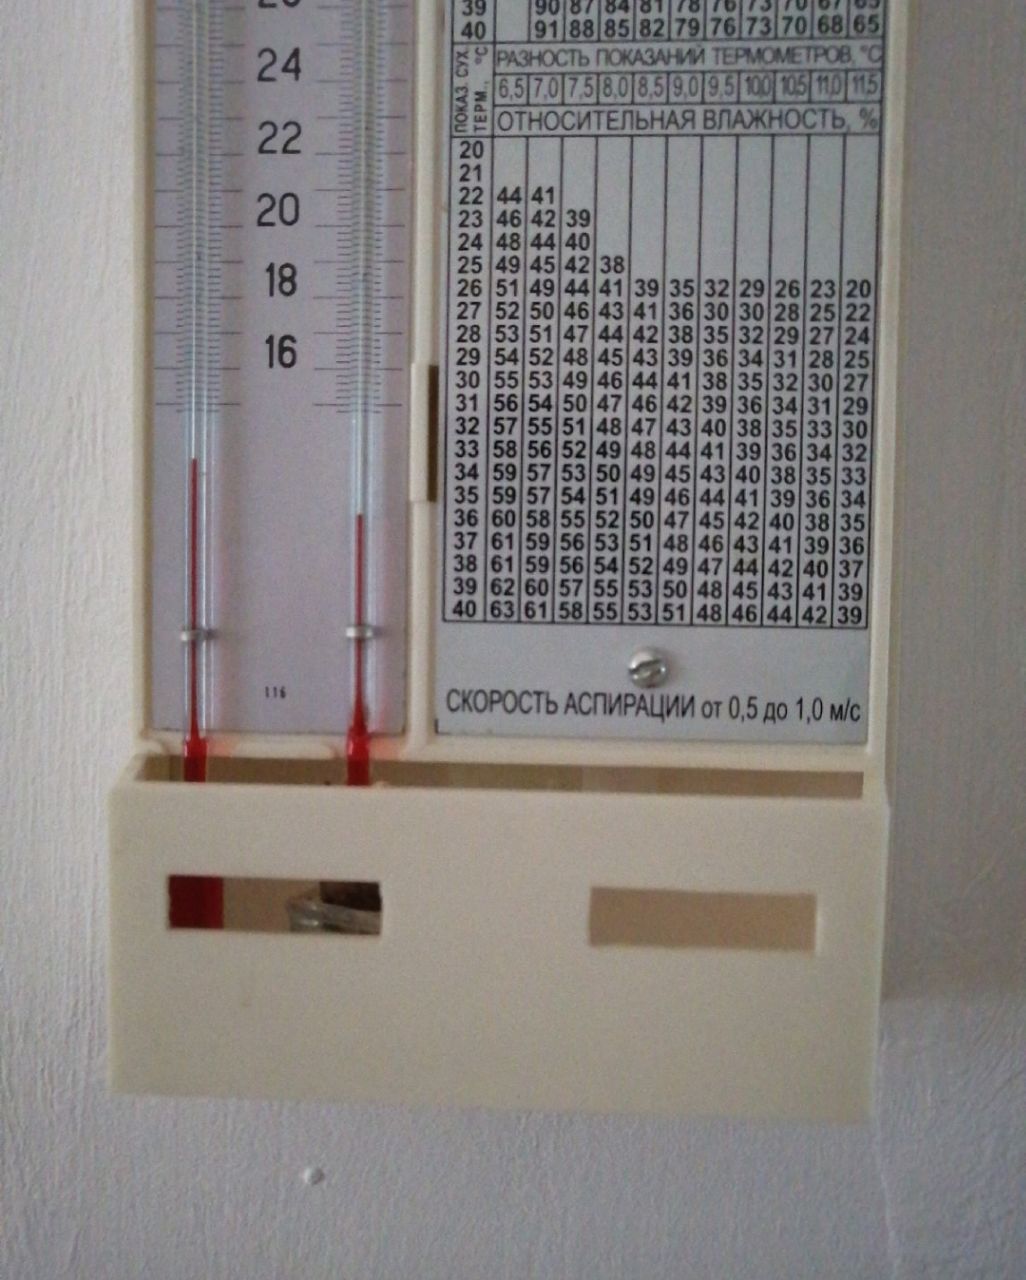 26
24
22
20
18
16
116
39 90 87 84 81 78 76 73 70 67 65
40 91 88 85 82 79 76 73 70 68 65
ПОКАЗ. СУХ. ТЕРМ., °С
РАЗНОСТЬ ПОКАЗАНИЙ ТЕРМОМЕТРОВ, °С
6,5 7,0 7,5 8,0 8,5 9,0 9,5 10,0 10,5 11,0 11,5
ОТНОСИТЕЛЬНАЯ ВЛАЖНОСТЬ, %
20
21
22 44 41
23 46 42 39
24 48 44 40
25 49 45 42 38
26 51 49 44 41 39 35 32 29 26 23 20
27 52 50 46 43 41 36 30 30 28 25 22
28 53 51 47 44 42 38 35 32 29 27 24
29 54 52 48 45 43 39 36 34 31 28 25
30 55 53 49 46 44 41 38 35 32 30 27
31 56 54 50 47 46 42 39 36 34 31 29
32 57 55 51 48 47 43 40 38 35 33 30
33 58 56 52 49 48 44 41 39 36 34 32
34 59 57 53 50 49 45 43 40 38 35 33
35 59 57 54 51 49 46 44 41 39 36 34
36 60 58 55 52 50 47 45 42 40 38 35
37 61 59 56 53 51 48 46 43 41 39 36
38 61 59 56 54 52 49 47 44 42 40 37
39 62 60 57 55 53 50 48 45 43 41 39
40 63 61 58 55 53 51 48 46 44 42 39
СКОРОСТЬ АСПИРАЦИИ от 0,5 до 1,0 м/с